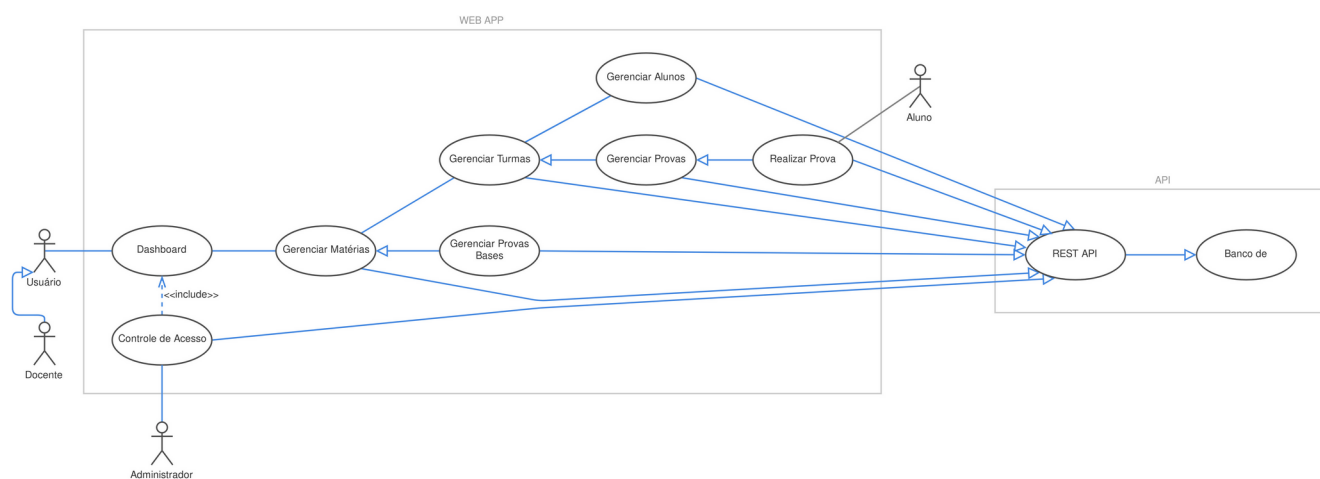 WEB APP
Gerenciar Alunos
Aluno
Gerenciar Turmas
Gerenciar Provas
Realizar Prova
API
Usuário
Dashboard
Gerenciar Matérias
Gerenciar Provas
Bases
REST API
Banco de
<<include>>
Controle de Acesso
Docente
Administrador